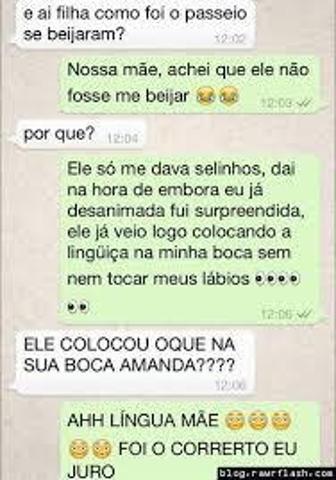 e ai filha como foi o passeio
se beijaram?
12:02
Nossa mãe, achei que ele não
fosse me beijar 😂😂
12:03
por que?
12:04
Ele só me dava selinhos, dai
na hora de embora eu já
desanimada fui surpreendida,
ele já veio logo colocando a
lingüiça na minha boca sem
nem tocar meus lábios 👀👀
👀
12:06
ELE COLOCOU OQUE NA
SUA BOCA AMANDA????
12:06
AHH LÍNGUA MÃE 😳😳😳
😳😳 FOI O CORRERTO EU
JURO
blog.rawrflash.com